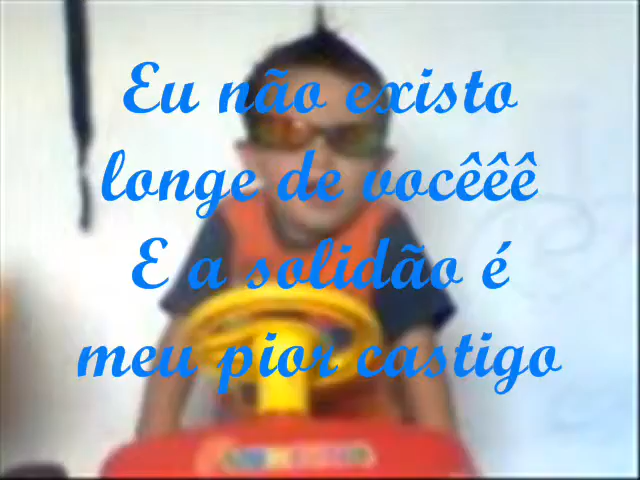 Eu não existo
longe de vocêêê
E a solidão é
meu pior castigo